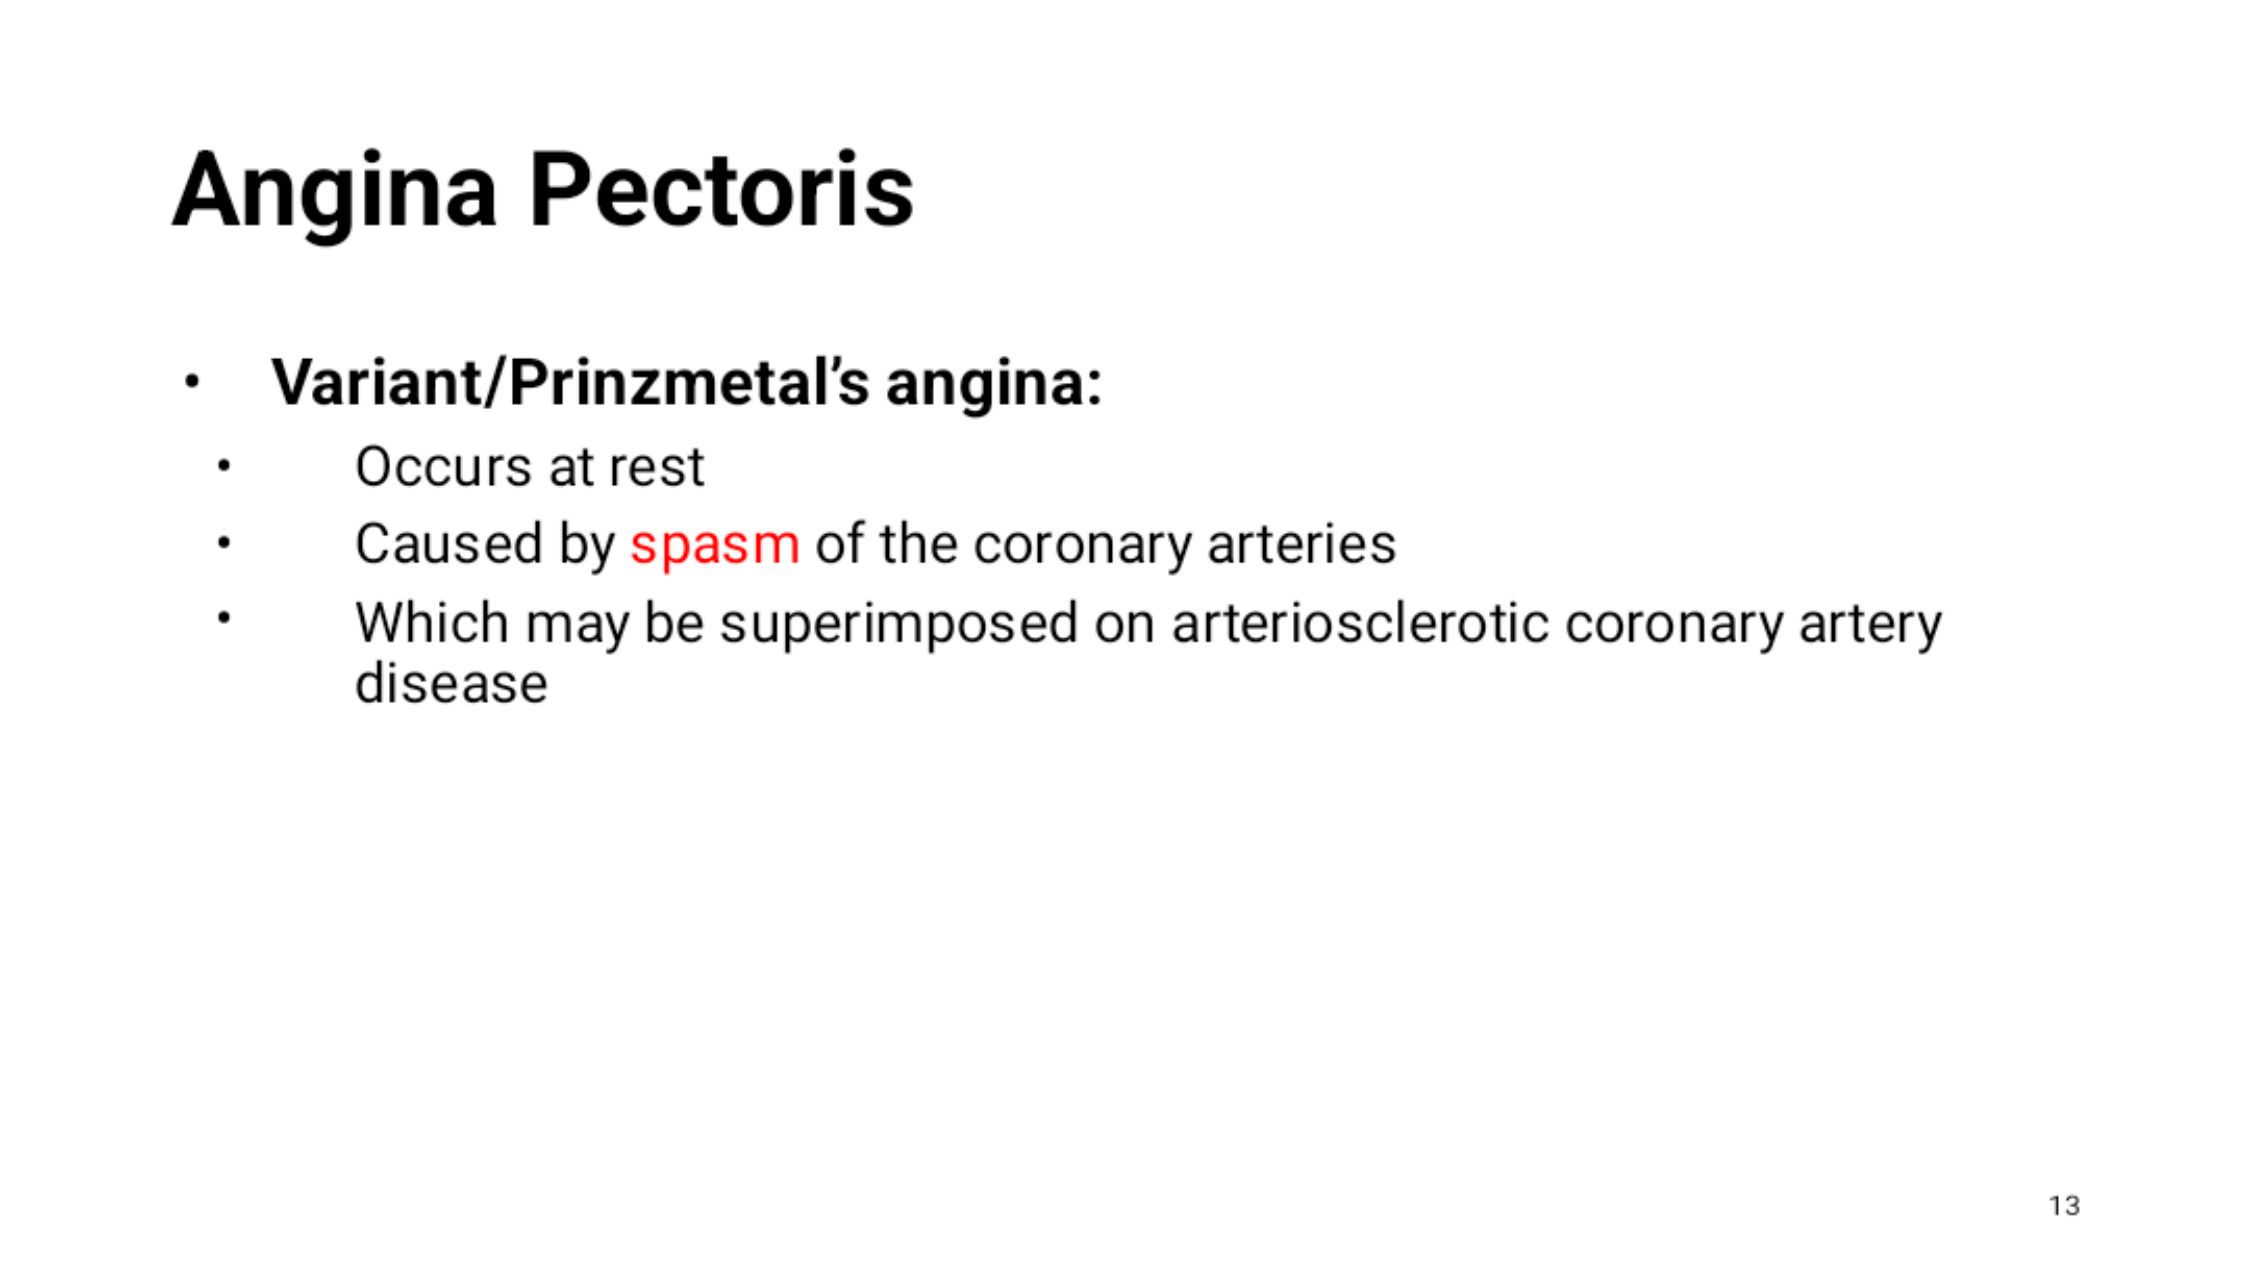 Angina Pectoris
• Variant/Prinzmetal’s angina:
• Occurs at rest
• Caused by spasm of the coronary arteries
• Which may be superimposed on arteriosclerotic coronary artery
disease
13